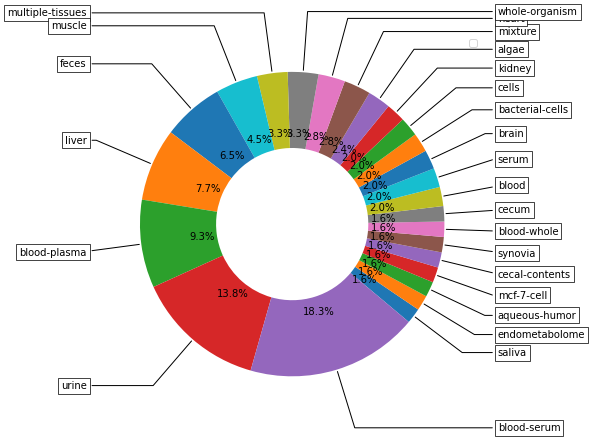 multiple-tissues
whole-organism
muscle
mixture
algae
feces
kidney
cells
bacterial-cells
brain
liver
serum
blood
cecum
blood-whole
blood-plasma
synovia
cecal-contents
mcf-7-cell
aqueous-humor
endometabolome
saliva
urine
blood-serum
3.3%
3.3%
2.8%
4.5%
2.8%
2.4%
6.5%
2.0%
2.0%
2.0%
2.0%
7.7%
2.0%
2.0%
1.6%
1.6%
9.3%
1.6%
1.6%
1.6%
1.6%
1.6%
1.6%
13.8%
18.3%